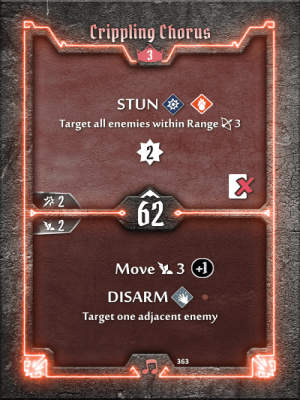 Crippling Chorus
3
STUN
Target all enemies within Range 3
2
2
62
2
Move 3 +1
DISARM
Target one adjacent enemy
363